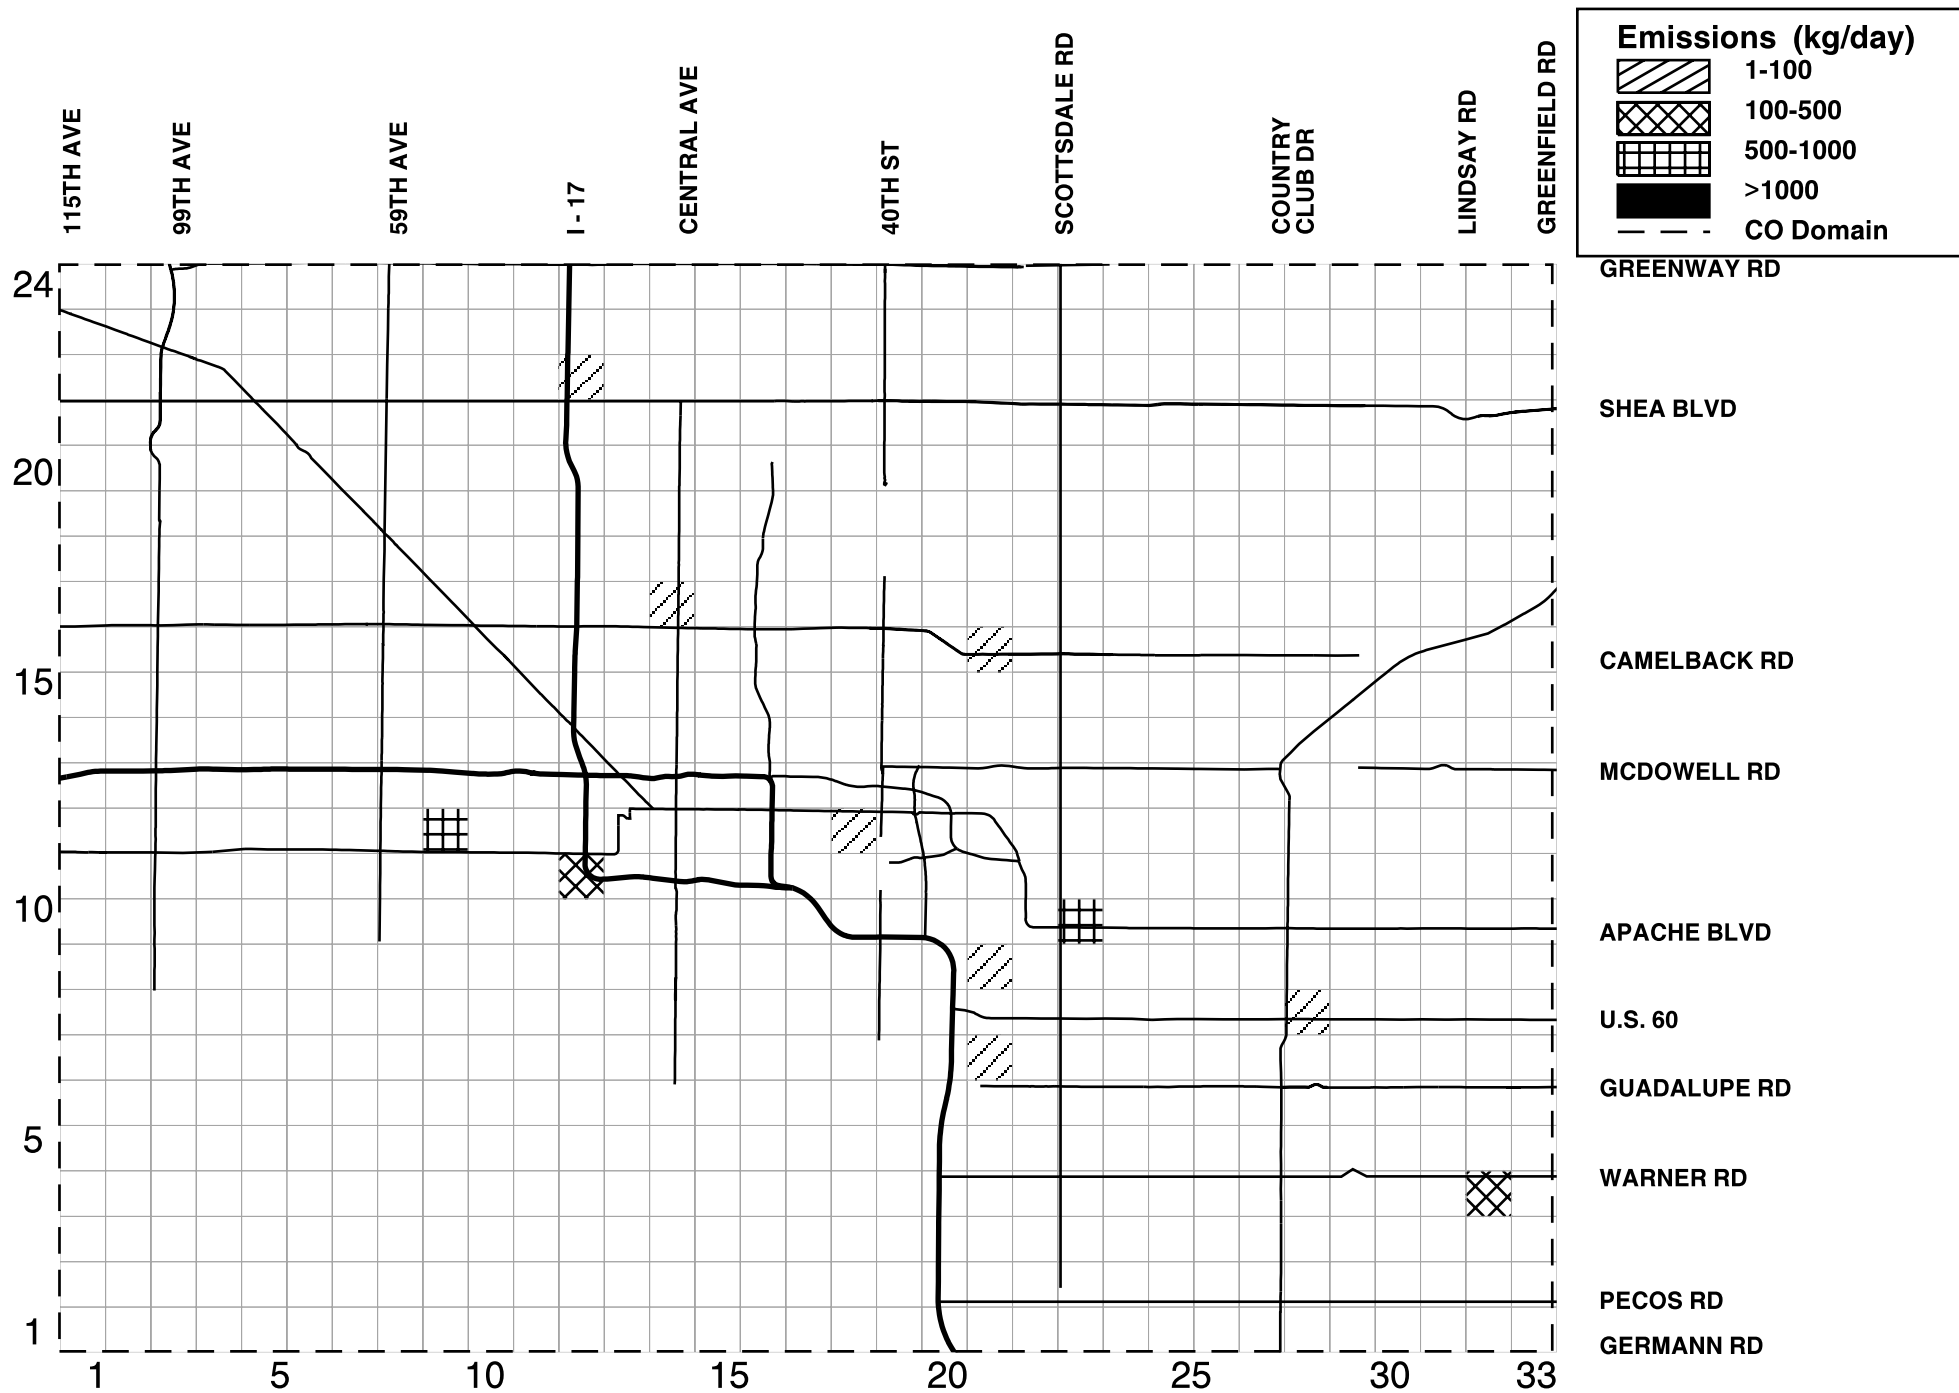 Emissions (kg/day)
1-100
100-500
500-1000
>1000
CO Domain
115TH AVE
99TH AVE
59TH AVE
I - 17
CENTRAL AVE
40TH ST
SCOTTSDALE RD
COUNTRY
CLUB DR
LINDSAY RD
GREENFIELD RD
GREENWAY RD
SHEA BLVD
CAMELBACK RD
MCDOWELL RD
APACHE BLVD
U.S. 60
GUADALUPE RD
WARNER RD
PECOS RD
GERMANN RD
24
20
15
10
5
1
1 5 10 15 20 25 30 33